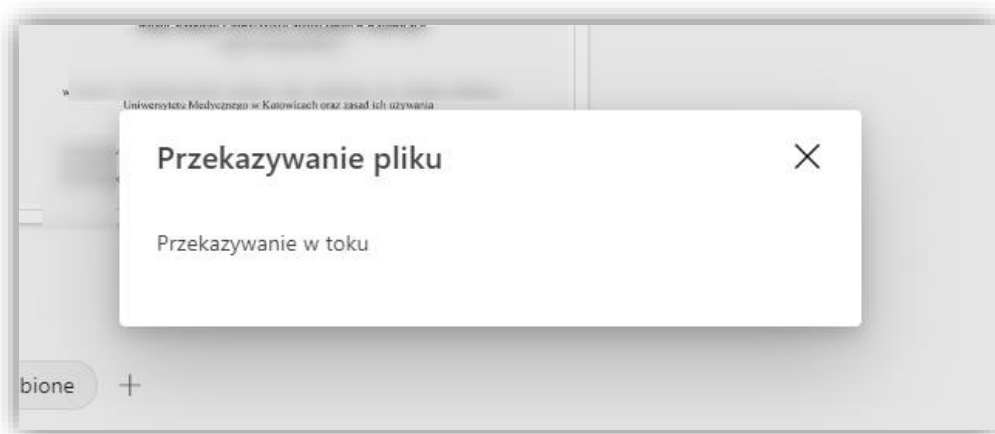 w
Uniwersytetu Medycznego w Katowicach oraz zasad ich używania
Przekazywanie pliku
Przekazywanie w toku
bione